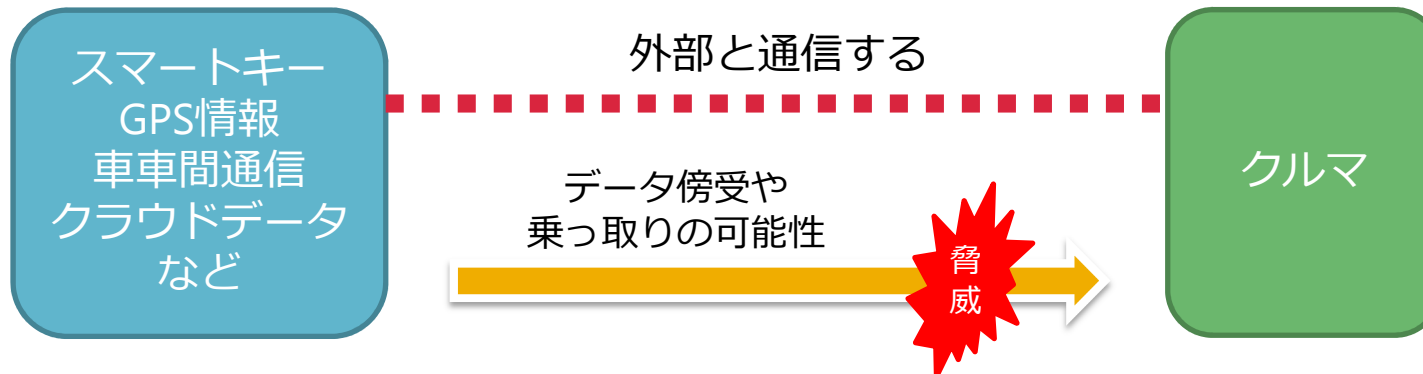 スマートキー
GPS情報
車車間通信
クラウドデータ
など
外部と通信する
データ傍受や
乗っ取りの可能性
脅
威
クルマ